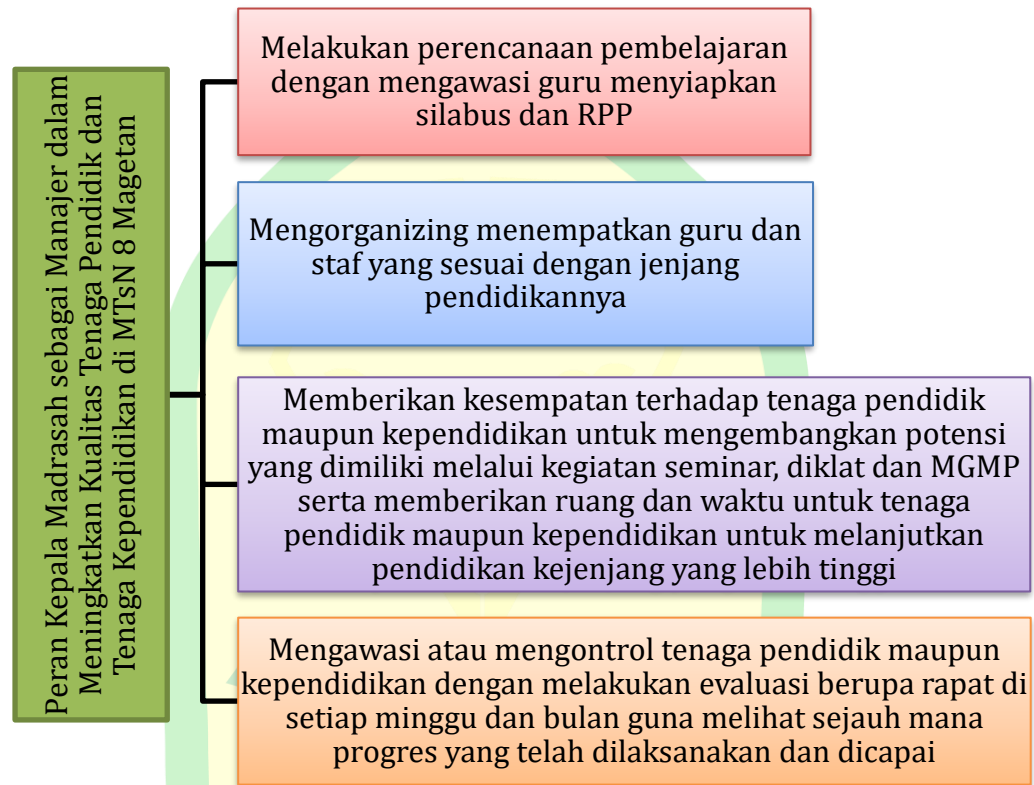 Peran Kepala Madrasah sebagai Manajer dalam
Meningkatkan Kualitas Tenaga Pendidik dan
Tenaga Kependidikan di MTsN 8 Magetan
Melakukan perencanaan pembelajaran
dengan mengawasi guru menyiapkan
silabus dan RPP
Mengorganizing menempatkan guru dan
staf yang sesuai dengan jenjang
pendidikannya
Memberikan kesempatan terhadap tenaga pendidik
maupun kependidikan untuk mengembangkan potensi
yang dimiliki melalui kegiatan seminar, diklat dan MGMP
serta memberikan ruang dan waktu untuk tenaga
pendidik maupun kependidikan untuk melanjutkan
pendidikan kejenjang yang lebih tinggi
Mengawasi atau mengontrol tenaga pendidik maupun
kependidikan dengan melakukan evaluasi berupa rapat di
setiap minggu dan bulan guna melihat sejauh mana
progres yang telah dilaksanakan dan dicapai